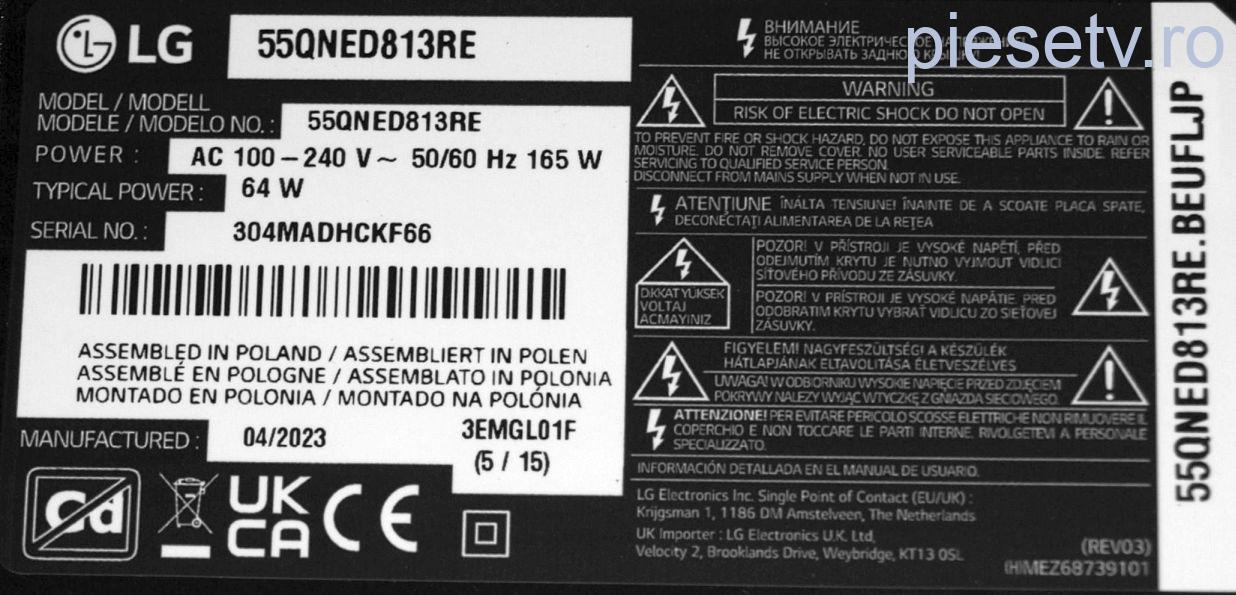 LG
55QNED813RE
MODEL / MODELL
MODELE / MODELO NO. :
55QNED813RE
POWER :
AC 100 – 240 V ~ 50/60 Hz 165 W
TYPICAL POWER :
64 W
SERIAL NO. :
304MADHCKF66
ASSEMBLED IN POLAND / ASSEMBLIERT IN POLEN
ASSEMBLÉ EN POLOGNE / ASSEMBLATO IN POLONIA
MONTADO EN POLONIA / MONTADO NA POLÓNIA
MANUFACTURED :
04/2023
3EMGL01F
(5 / 15)
Cd
UK
CA
CE
ВНИМАНИЕ
ВЫСОКОЕ ЭЛЕКТРИЧЕСКОЕ
НЕ ОТКРЫВАТЬ ЗАДНЮЮ
piesetv.ro
WARNING
RISK OF ELECTRIC SHOCK DO NOT OPEN
TO PREVENT FIRE OR SHOCK HAZARD, DO NOT EXPOSE THIS APPLIANCE TO RAIN OR
MOISTURE. DO NOT REMOVE COVER. NO USER SERVICEABLE PARTS INSIDE. REFER
SERVICING TO QUALIFIED SERVICE PERSON.
DISCONNECT FROM MAINS SUPPLY WHEN NOT IN USE.
ATENŢIUNE ÎNALTA TENSIUNE! ÎNAINTE DE A SCOATE PLACA SPATE,
DECONECTAŢI ALIMENTAREA DE LA REŢEA
DIKKAT YUKSEK
VOLTAJ
ACMAYINIZ
POZOR! V PŘÍSTROJI JE VYSOKÉ NAPĚTÍ, PŘED
ODEJMUTÍM KRYTU JE NUTNO VYJMOUT VIDLICI
SÍŤOVÉHO PŘÍVODU ZE ZÁSUVKY.
POZOR! V PRÍSTROJI JE VYSOKÉ NAPÁTIE, PRED
ODOBRATIM KRYTU VYBRAŤ VIDLICU ZO SIEŤOVEJ
ZÁSUVKY.
FIGYELEM! NAGYFESZÜLTSÉG! A KÉSZÜLÉK
HÁTLAPJÁNAK ELTAVOLITÁSA ÉLETVESZÉLYES
UWAGA! W ODBIORNIKU WYSOKIE NAPIĘCIE PRZED ZDJĘCIEM
POKRYWY NALEŻY WYJĄĆ WTYCZKĘ Z GNIAZDA SIECIOWEGO.
ATTENZIONE! PER EVITARE PERICOLO SCOSSE ELETTRICHE NON RIMUOVERE IL
COPERCHIO E NON TOCCARE LE PARTI INTERNE. RIVOLGETEVI A PERSONALE
SPECIALIZZATO.
INFORMACIÓN DETALLADA EN EL MANUAL DE USUARIO.
LG Electronics Inc. Single Point of Contact (EU/UK) :
Krijgsman 1, 1186 DM Amstelveen, The Netherlands
UK Importer : LG Electronics U.K. Ltd,
Velocity 2, Brooklands Drive, Weybridge, KT13 0SL
(REV03)
(H)MEZ68739101
55QNED813RE.BEUFLJP